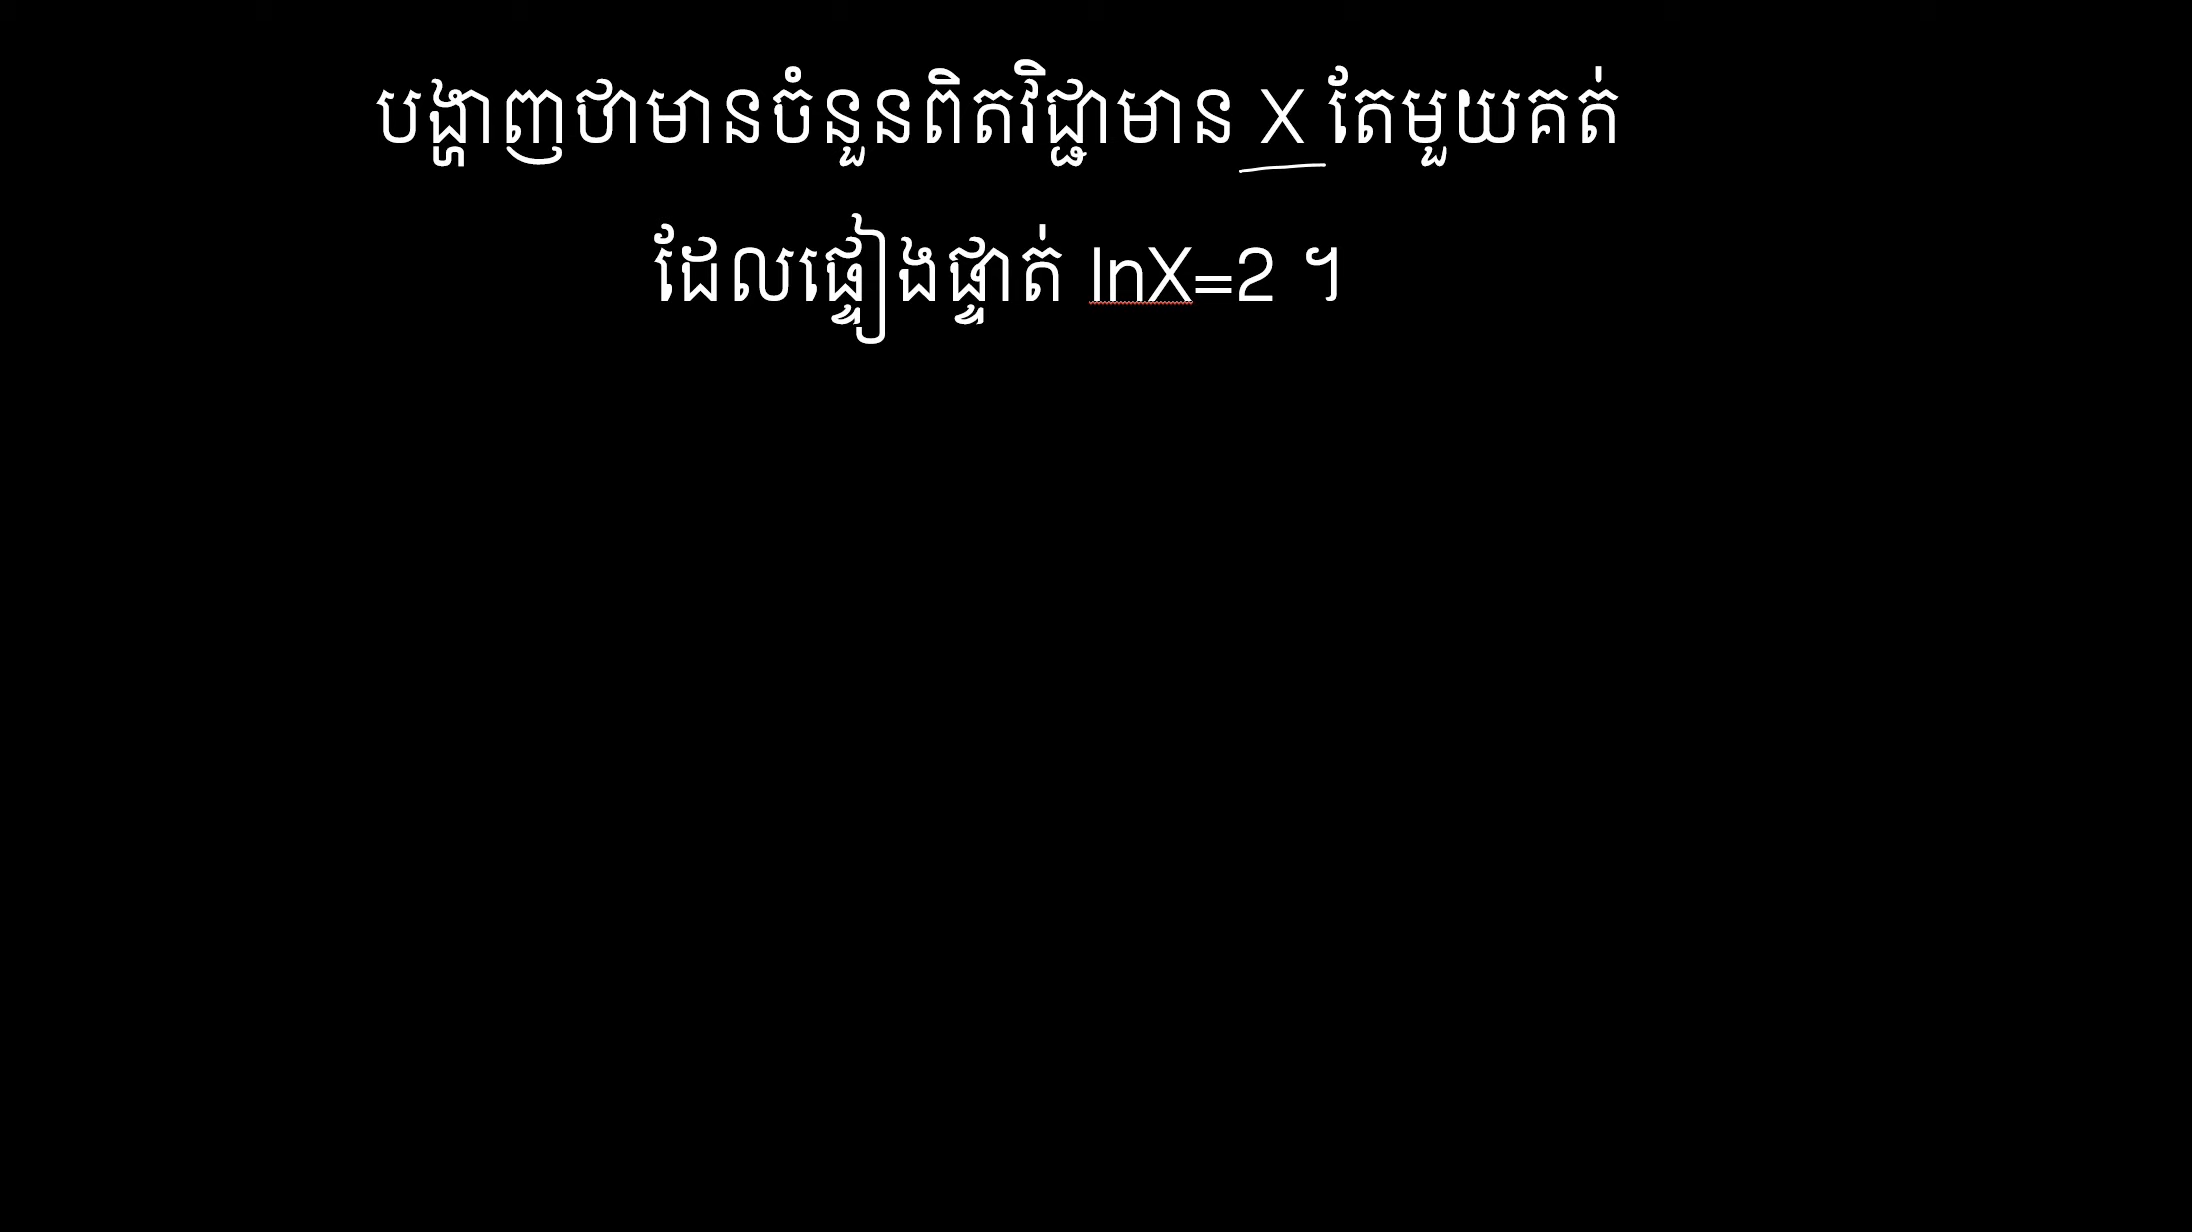 បង្ហាញថាមានចំនួនពិតវិជ្ជាមាន X តែមួយគត់
ដែលផ្ទៀងផ្ទាត់ lnX=2 ។